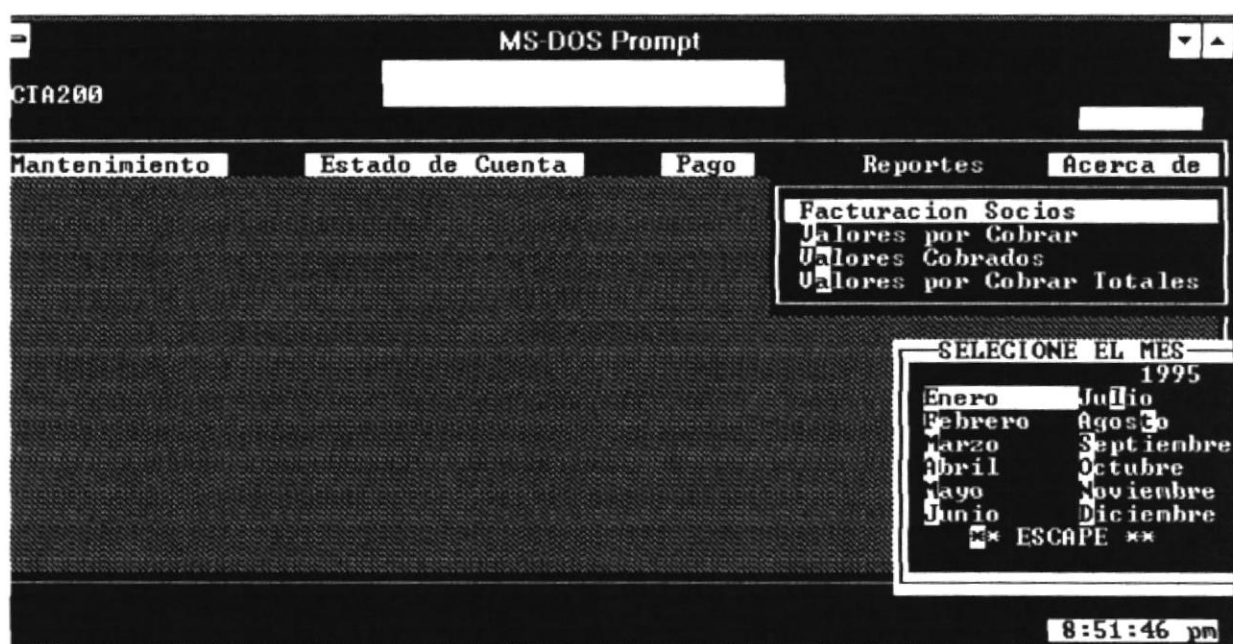 MS-DOS Prompt
CIA200
Mantenimiento Estado de Cuenta Pago Reportes Acerca de
Facturacion Socios
Valores por Cobrar
Valores Cobrados
Valores por Cobrar Totales
SELECIONE EL MES
1995
Enero Julio
Febrero Agosto
Marzo Septiembre
Abril Octubre
Mayo Noviembre
Junio Diciembre
** ESCAPE **
8:51:46 pm